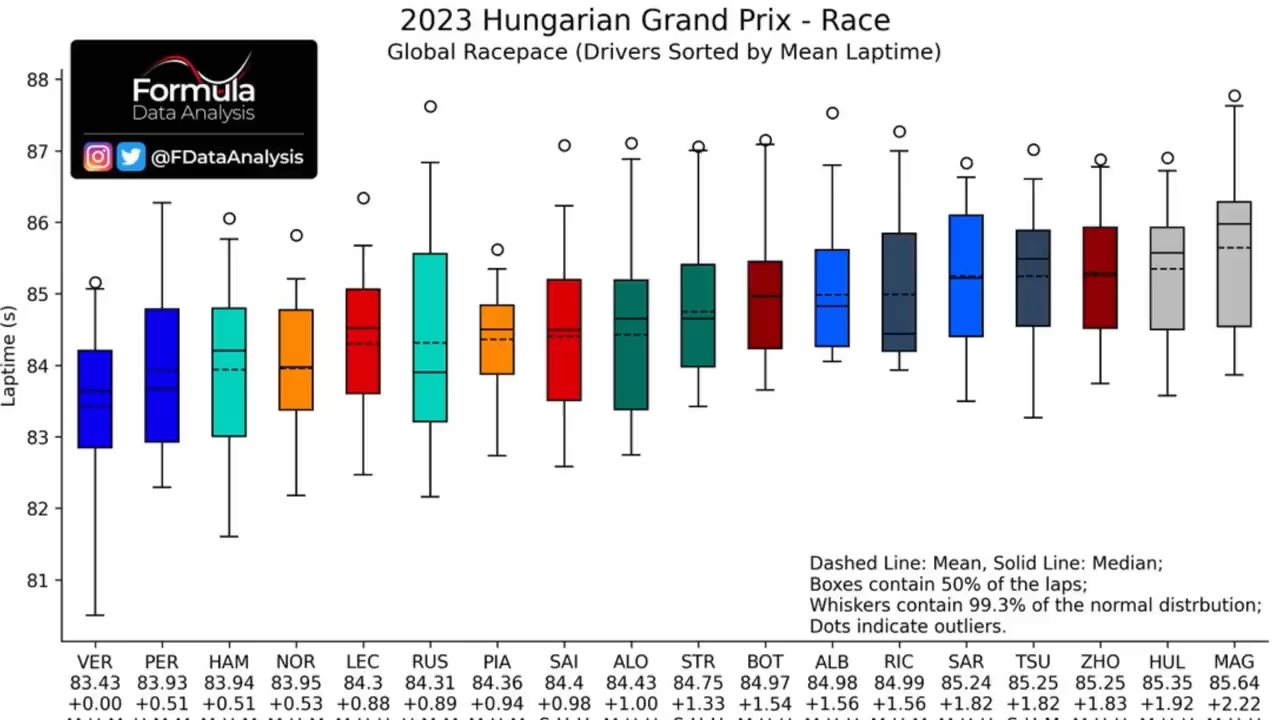 2023 Hungarian Grand Prix - Race
Global Racepace (Drivers Sorted by Mean Laptime)
Formula
Data Analysis
@FDataAnalysis
Laptime (s)
88
87
86
85
84
83
82
81
Dashed Line: Mean, Solid Line: Median;
Boxes contain 50% of the laps;
Whiskers contain 99.3% of the normal distrbution;
Dots indicate outliers.
VER PER HAM NOR LEC RUS PIA SAI ALO STR BOT ALB RIC SAR TSU ZHO HUL MAG
83.43 83.93 83.94 83.95 84.3 84.31 84.36 84.4 84.43 84.75 84.97 84.98 84.99 85.24 85.25 85.25 85.35 85.64
+0.00 +0.51 +0.51 +0.53 +0.88 +0.89 +0.94 +0.98 +1.00 +1.33 +1.54 +1.56 +1.56 +1.82 +1.82 +1.83 +1.92 +2.22